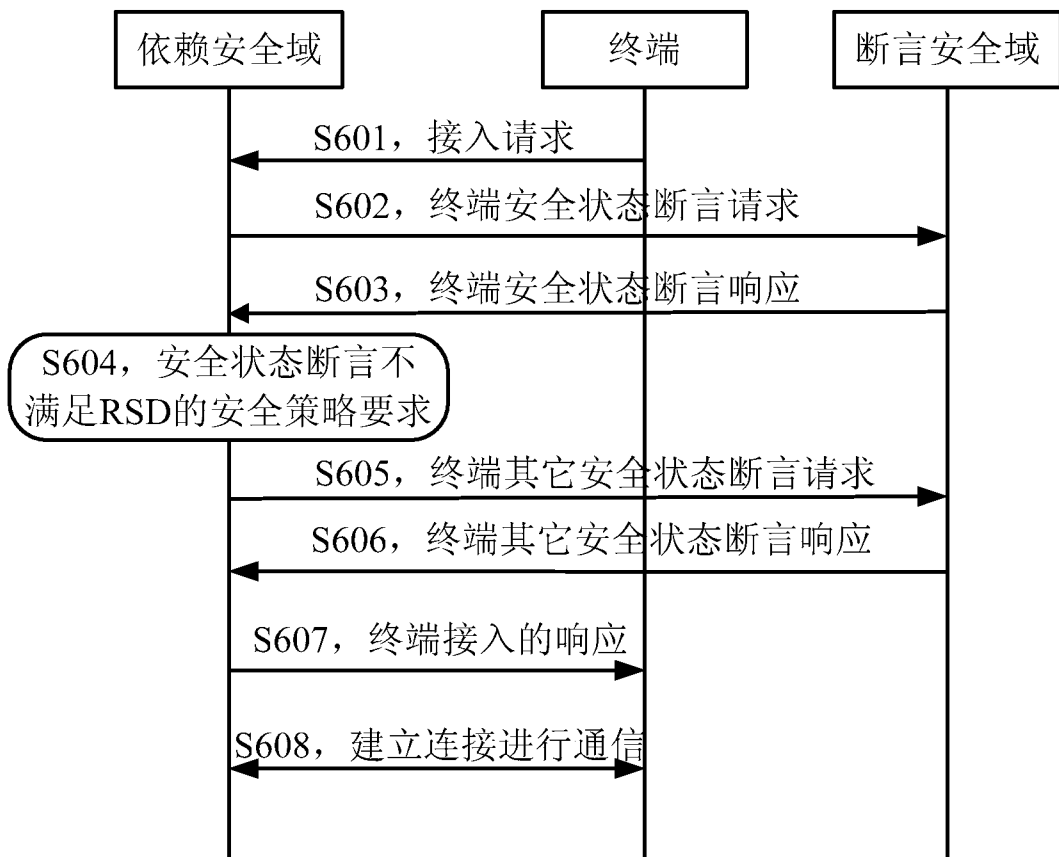 依赖安全域
终端
断言安全域
S601，接入请求
S602，终端安全状态断言请求
S603，终端安全状态断言响应
S604，安全状态断言不
满足RSD的安全策略要求
S605，终端其它安全状态断言请求
S606，终端其它安全状态断言响应
S607，终端接入的响应
S608，建立连接进行通信